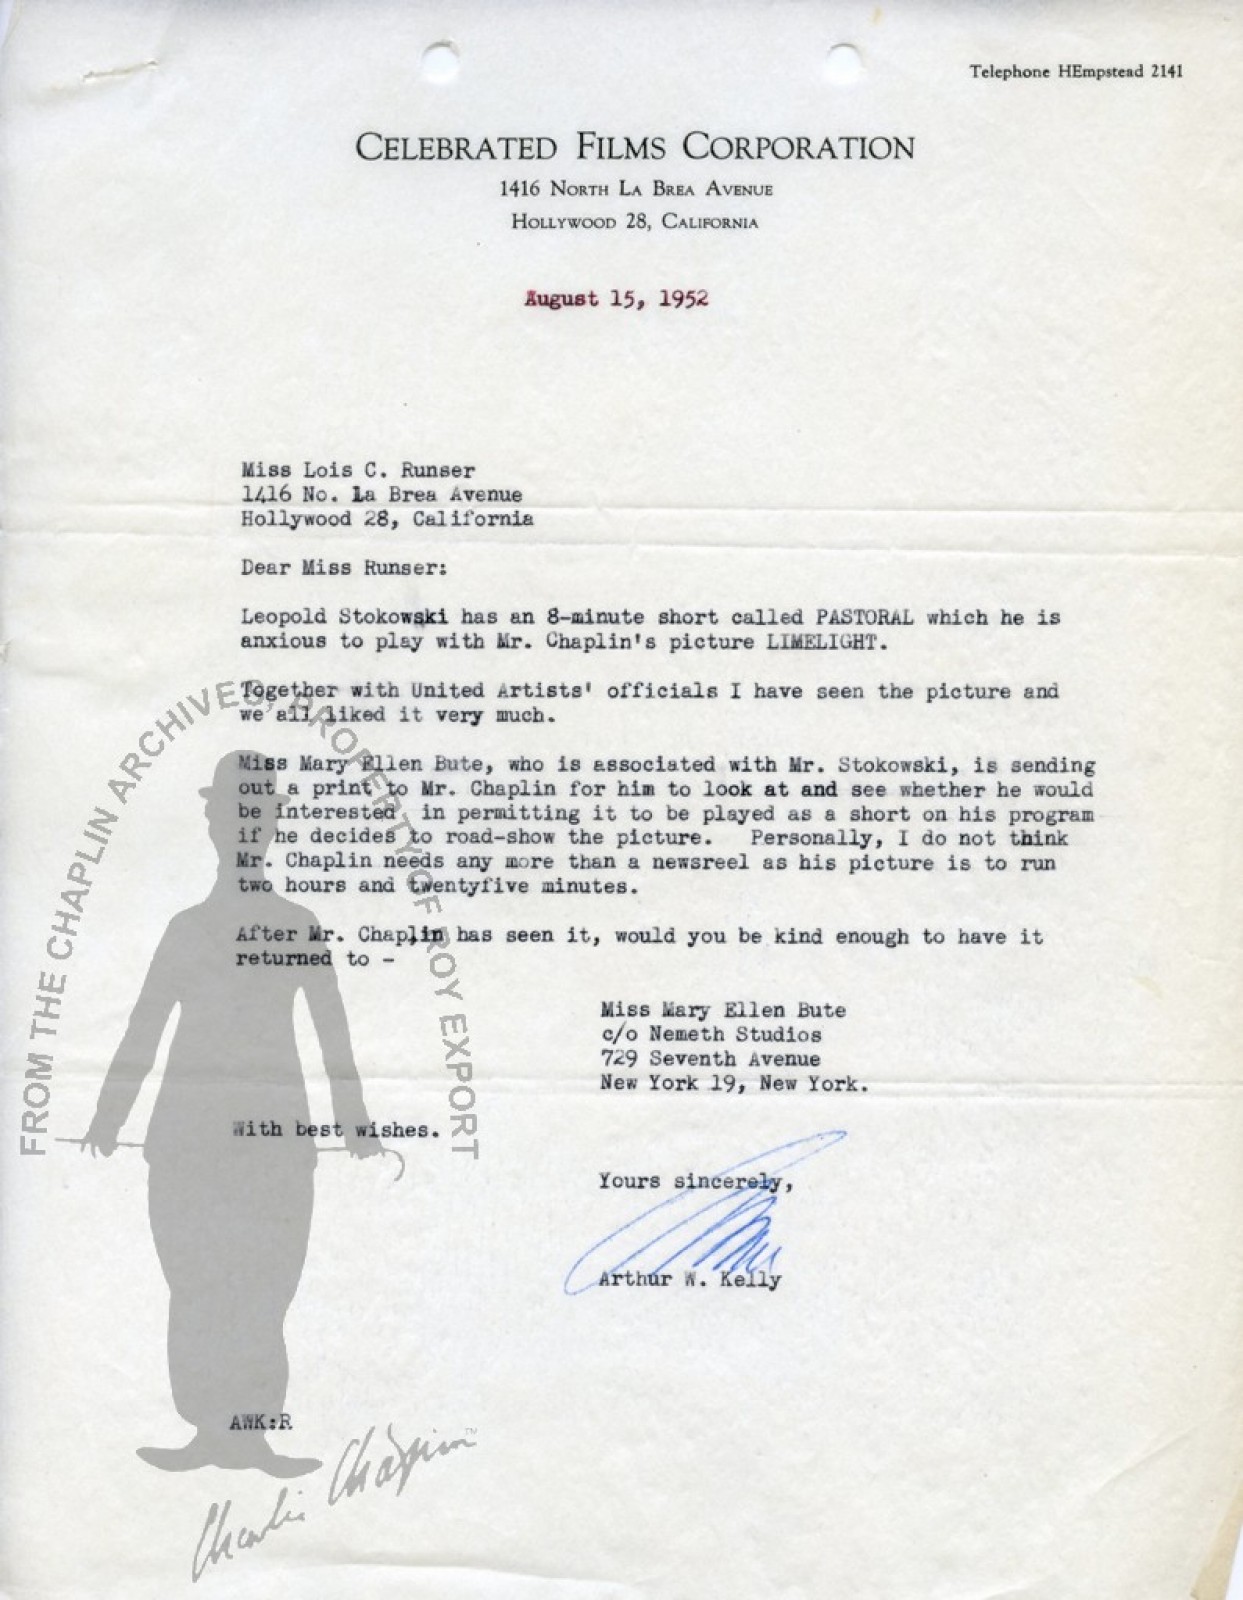 Telephone HEmpstead 2141
CELEBRATED FILMS CORPORATION
1416 NORTH LA BREA AVENUE
HOLLYWOOD 28, CALIFORNIA
August 15, 1952
Miss Lois C. Runser
1416 No. La Brea Avenue
Hollywood 28, California
Dear Miss Runser:
Leopold Stokowski has an 8-minute short called PASTORAL which he is
anxious to play with Mr. Chaplin's picture LIMELIGHT.
Together with United Artists' officials I have seen the picture and
we all liked it very much.
Miss Mary Ellen Bute, who is associated with Mr. Stokowski, is sending
out a print to Mr. Chaplin for him to look at and see whether he would
be interested in permitting it to be played as a short on his program
if he decides to road-show the picture. Personally, I do not think
Mr. Chaplin needs any more than a newsreel as his picture is to run
two hours and twentyfive minutes.
After Mr. Chaplin has seen it, would you be kind enough to have it
returned to -
Miss Mary Ellen Bute
c/o Nemeth Studios
729 Seventh Avenue
New York 19, New York.
With best wishes.
Yours sincerely,
Arthur W. Kelly
AWK:R
FROM THE CHAPLIN ARCHIVES, PROPERTY OF ROY EXPORT
Charlie Chaplin